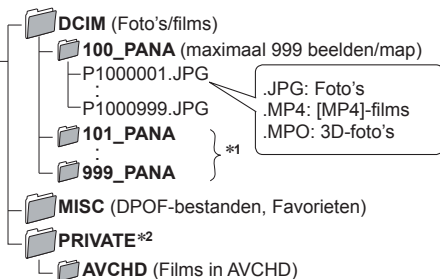 DCIM (Foto’s/films)
100_PANA (maximaal 999 beelden/map)
P1000001.JPG
P1000999.JPG
.JPG: Foto’s
.MP4: [MP4]-films
.MPO: 3D-foto’s
101_PANA
*1
999_PANA
MISC (DPOF-bestanden, Favorieten)
PRIVATE*2
AVCHD (Films in AVCHD)